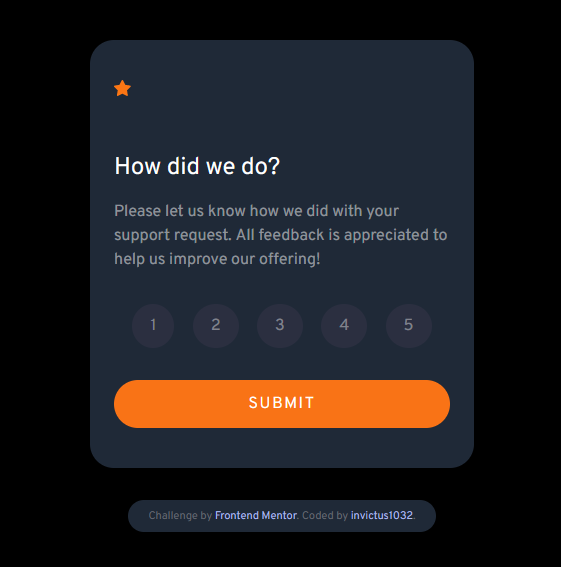 How did we do?
Please let us know how we did with your
support request. All feedback is appreciated to
help us improve our offering!
1 2 3 4 5
SUBMIT
Challenge by Frontend Mentor. Coded by invictus1032.